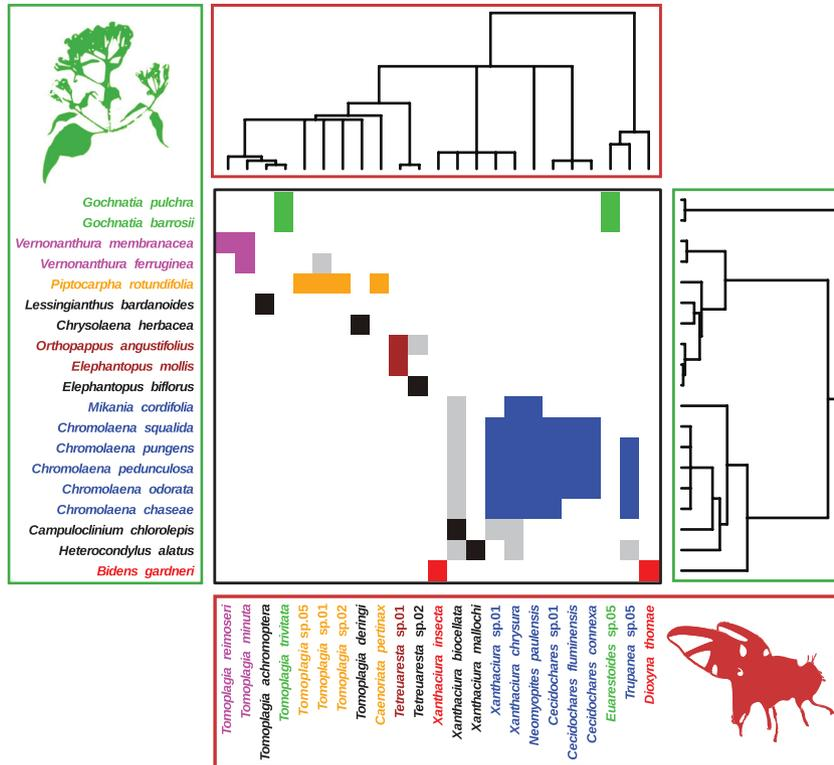 Gochnatia pulchra
Gochnatia barrosii
Vernonanthura membranacea
Vernonanthura ferruginea
Piptocarpha rotundifolia
Lessingianthus bardanoides
Chrysolaena herbacea
Orthopappus angustifolius
Elephantopus mollis
Elephantopus biflorus
Mikania cordifolia
Chromolaena squalida
Chromolaena pungens
Chromolaena pedunculosa
Chromolaena odorata
Chromolaena chaseae
Campuloclinium chlorolepis
Heterocondylus alatus
Bidens gardneri
Tomoplagia reimoseri
Tomoplagia minuta
Tomoplagia achromoptera
Tomoplagia trivitata
Tomoplagia sp.05
Tomoplagia sp.01
Tomoplagia sp.02
Tomoplagia deringi
Caenoriata pertinax
Tetreuaresta sp.01
Tetreuaresta sp.02
Xanthaciura insecta
Xanthaciura biocellata
Xanthaciura mallochi
Xanthaciura sp.01
Xanthaciura chrysura
Neomyopites paulensis
Cecidochares sp.01
Cecidochares fluminensis
Cecidochares connexa
Euarestoides sp.05
Trupanea sp.05
Dioxyna thomae